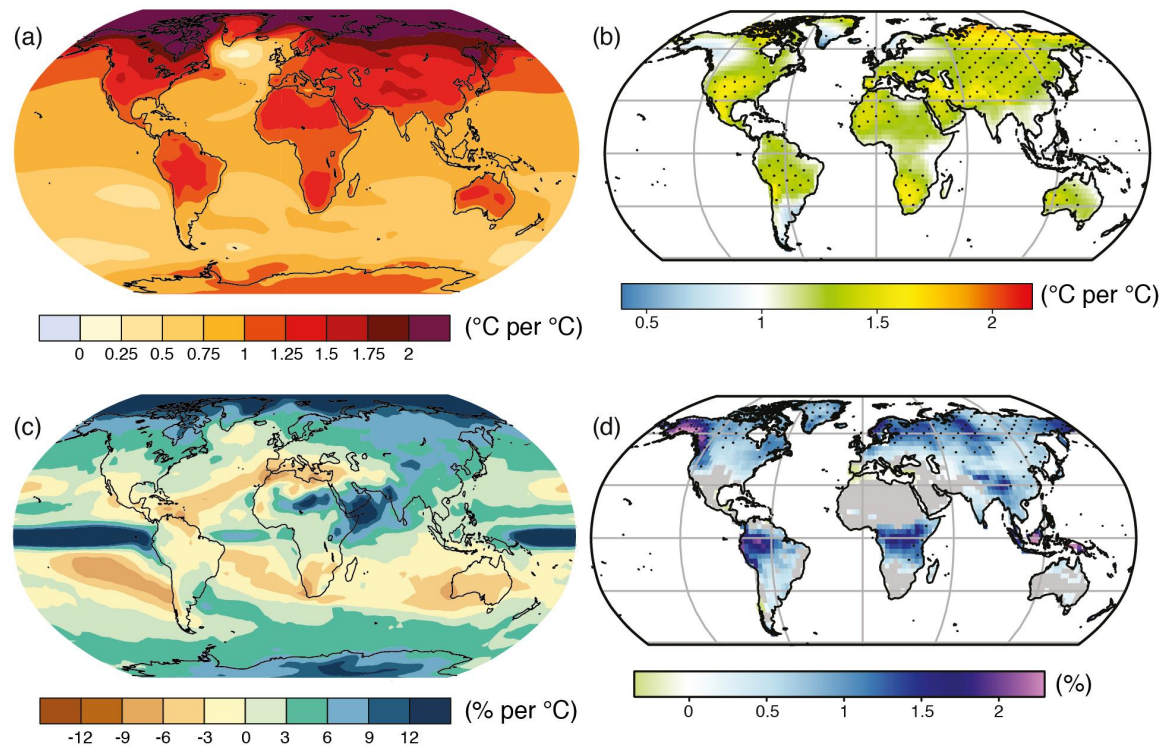 (a)
(b)
0 0.25 0.5 0.75 1 1.25 1.5 1.75 2
(°C per °C)
0.5 1 1.5 2
(°C per °C)
(c)
(d)
-12 -9 -6 -3 0 3 6 9 12
(% per °C)
0 0.5 1 1.5 2
(%)